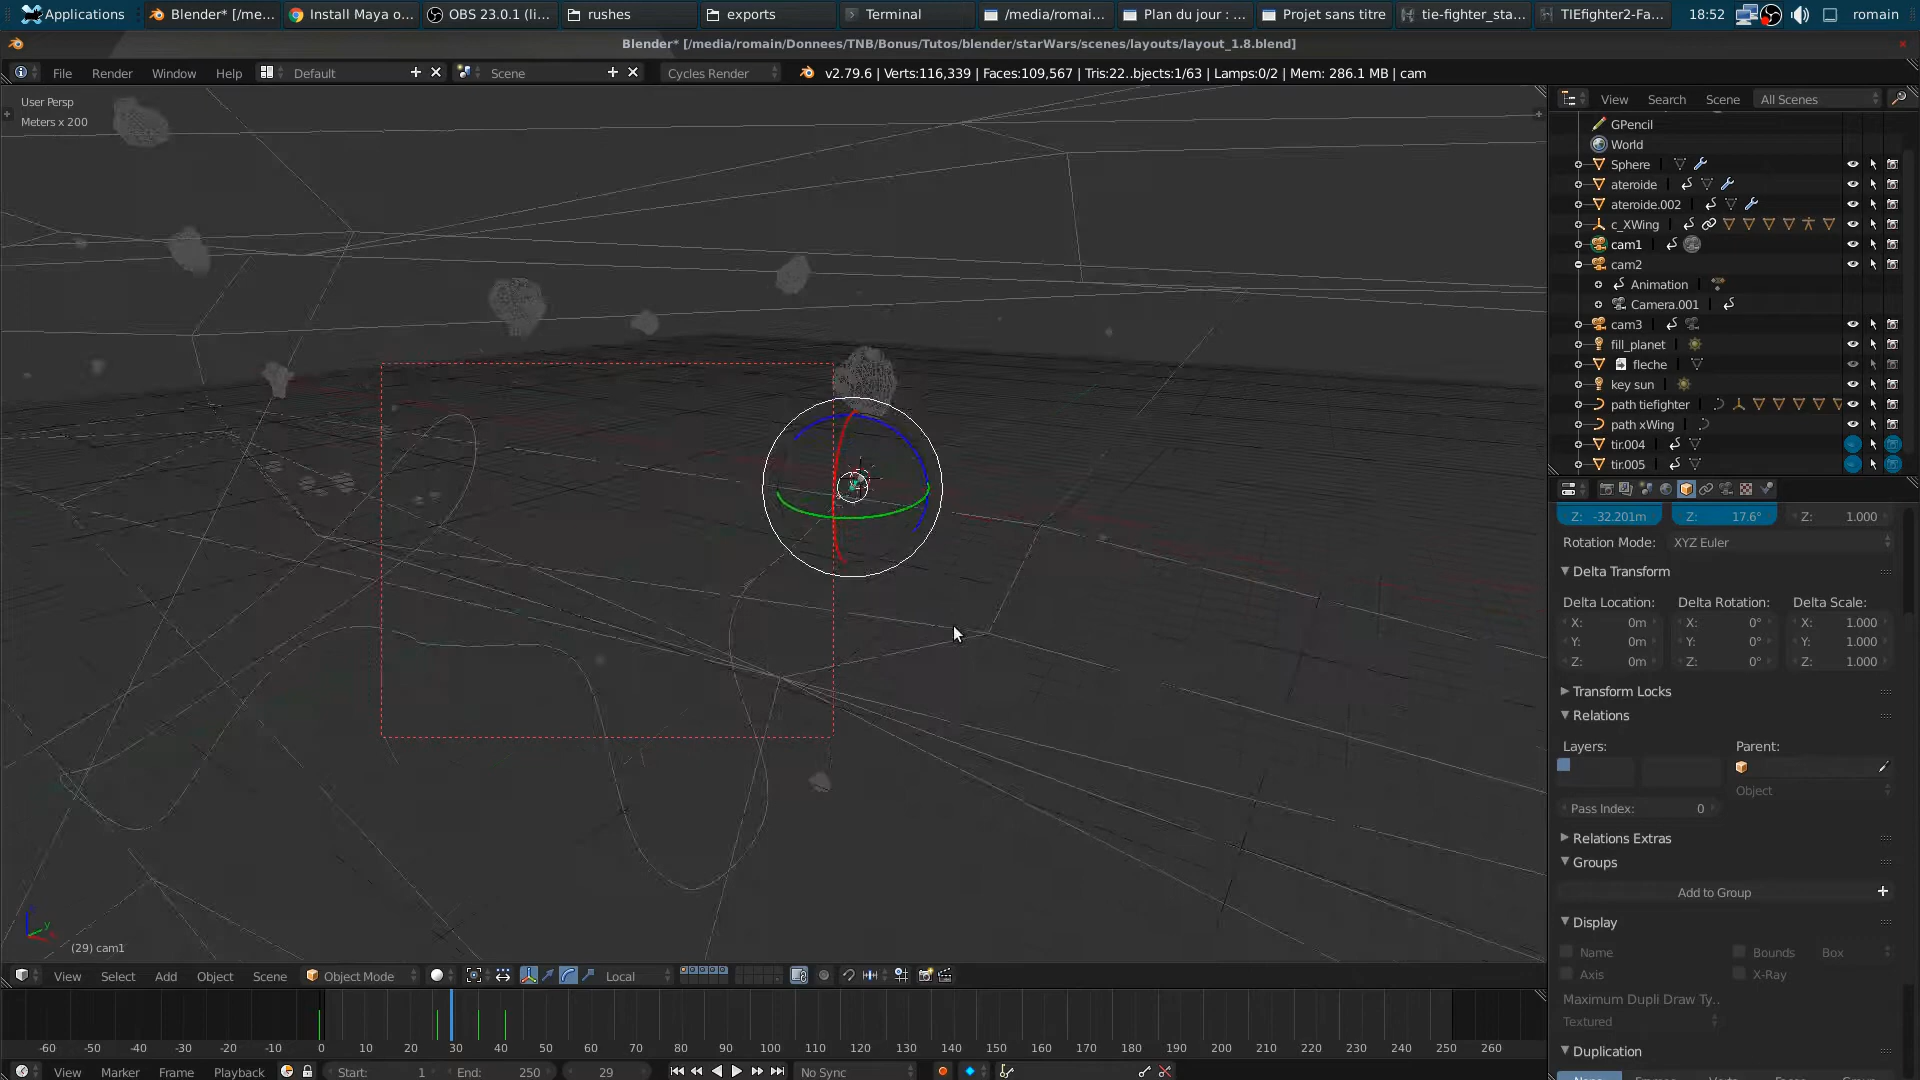 Applications Blender* [/me... Install Maya o... OBS 23.0.1 (li... rushes exports Terminal /media/romai... Plan du jour : ... Projet sans titre tie-fighter_sta... TIEfighter2-Fa... 18:52 romain
Blender* [/media/romain/Donnees/TNB/Bonus/Tutos/blender/starWars/scenes/layouts/layout_1.8.blend]
File Render Window Help Default Scene Cycles Render v2.79.6 | Verts:116,339 | Faces:109,567 | Tris:22..bjects:1/63 | Lamps:0/2 | Mem: 286.1 MB | cam
User Persp
Meters x 200
View Search Scene All Scenes
GPencil
World
Sphere
ateroide
ateroide.002
c_XWing
cam1
cam2
Animation
Camera.001
cam3
fill_planet
fleche
key sun
path tiefighter
path xWing
tir.004
tir.005
Z: -32.201m Z: 17.6° Z: 1.000
Rotation Mode: XYZ Euler
Delta Transform
Delta Location: Delta Rotation: Delta Scale:
X: 0m X: 0° X: 1.000
Y: 0m Y: 0° Y: 1.000
Z: 0m Z: 0° Z: 1.000
Transform Locks
Relations
Layers: Parent:
Object
Pass Index: 0
Relations Extras
Groups
Add to Group
Display
Name Bounds Box
Axis X-Ray
Maximum Dupli Draw Ty..
Textured
Duplication
(29) cam1
View Select Add Object Scene Object Mode Local
-60 -50 -40 -30 -20 -10 0 10 20 30 40 50 60 70 80 90 100 110 120 130 140 150 160 170 180 190 200 210 220 230 240 250 260
View Marker Frame Playback Start: 1 End: 250 29 No Sync